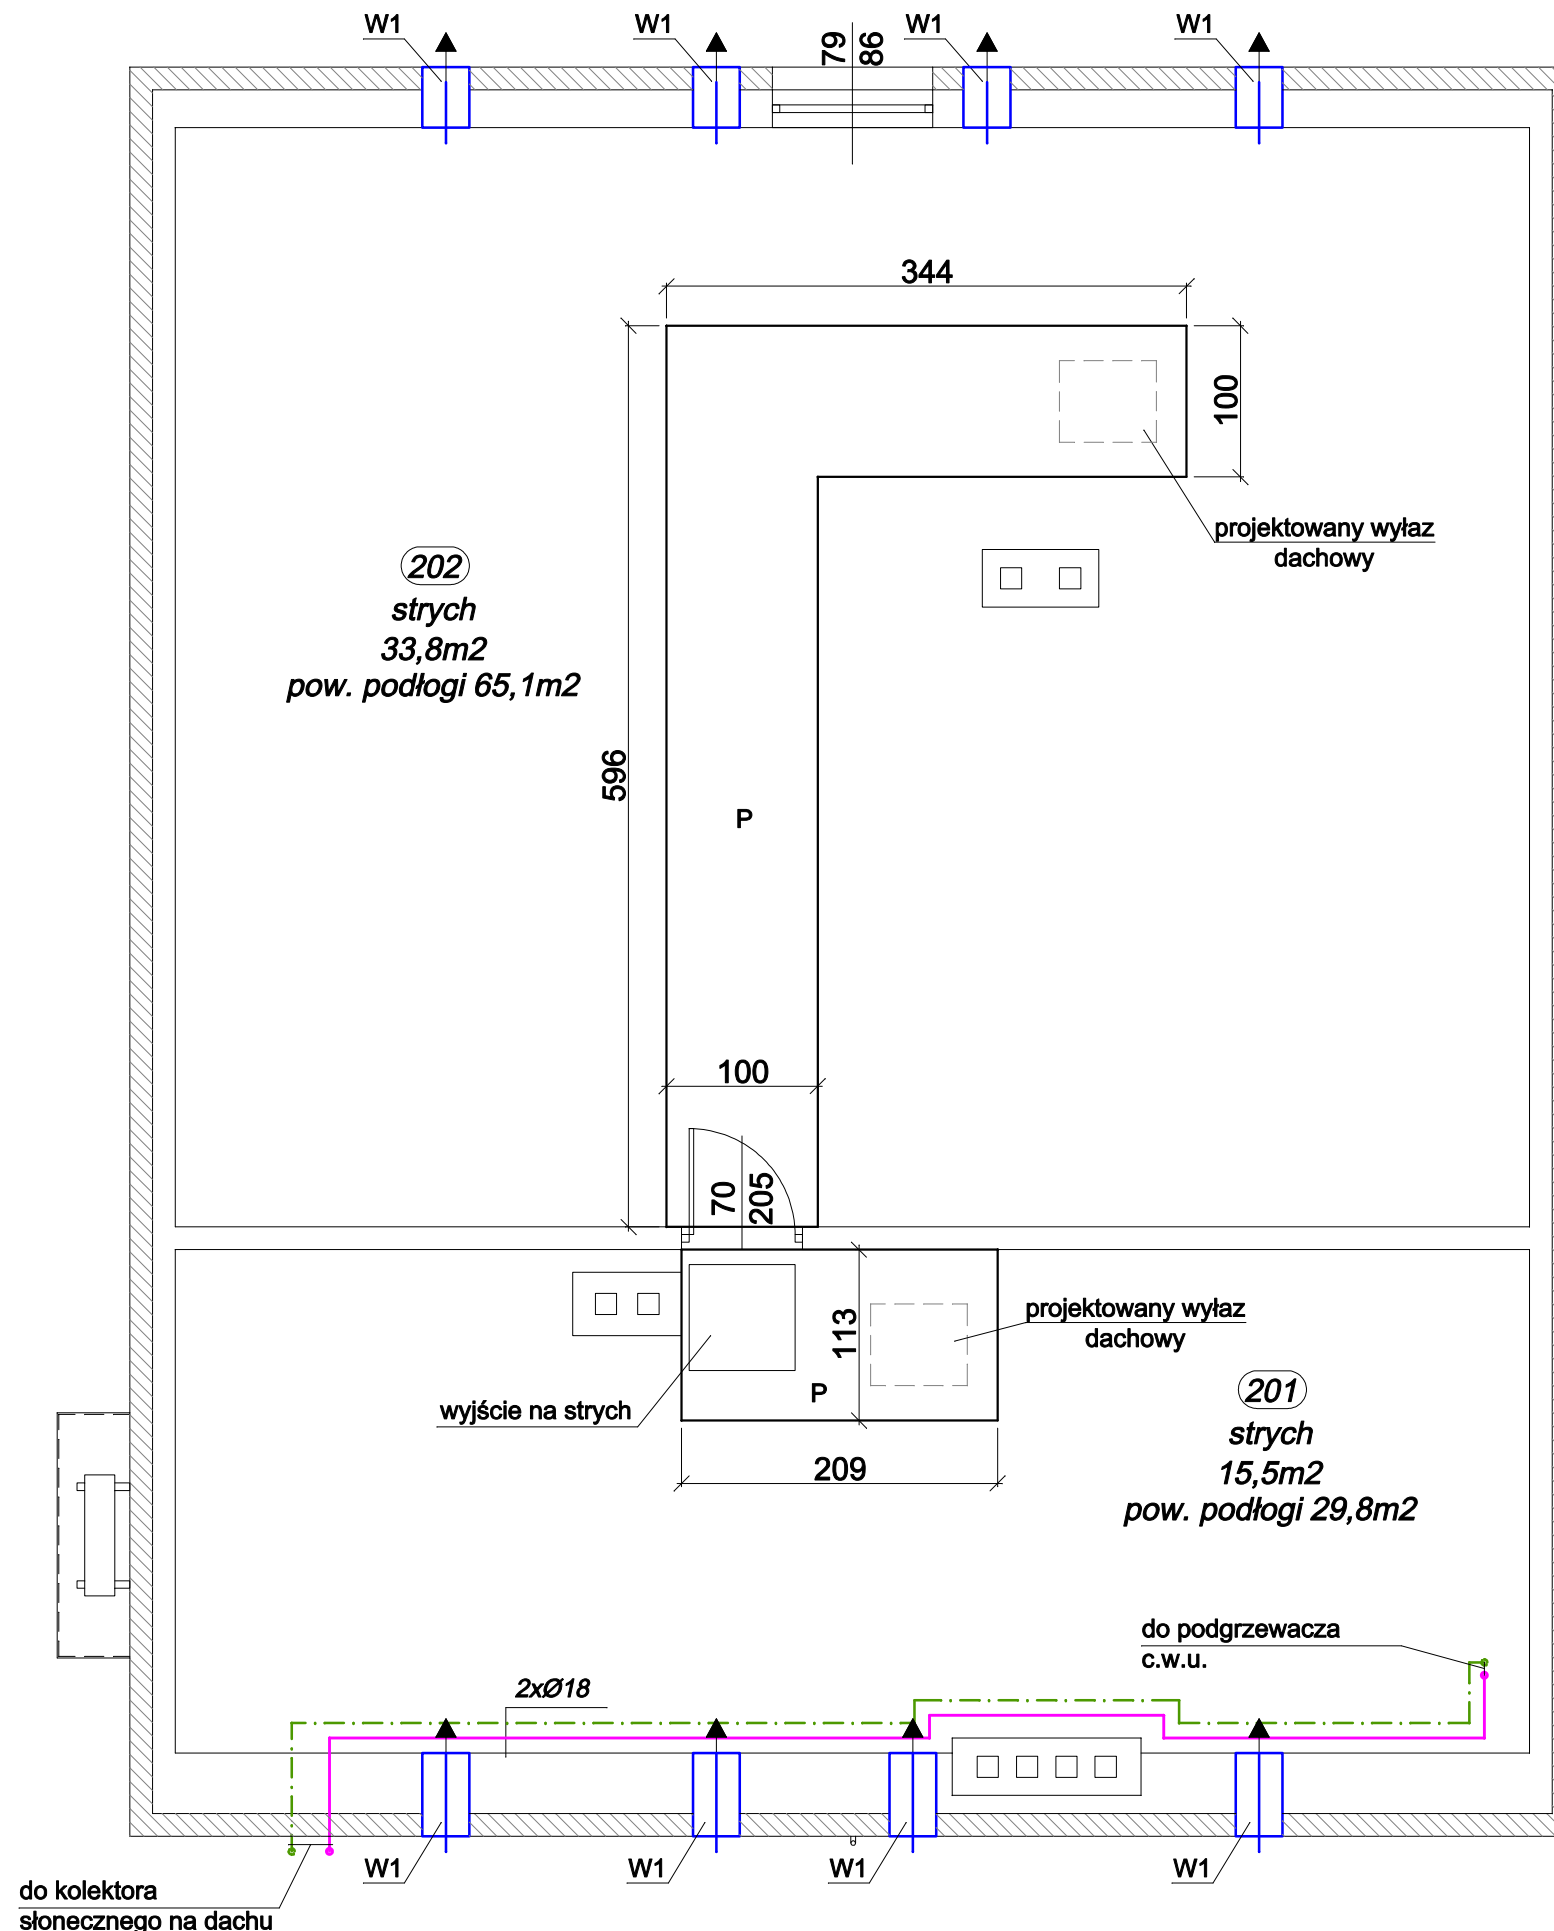 W1
W1
79
86
W1
W1
344
100
projektowany wyłaz
dachowy
202
strych
33,8m2
pow. podłogi 65,1m2
596
P
100
70
205
113
projektowany wyłaz
dachowy
P
wyjście na strych
201
strych
15,5m2
pow. podłogi 29,8m2
209
do podgrzewacza
c.w.u.
2xØ18
W1
W1
W1
W1
do kolektora
słonecznego na dachu